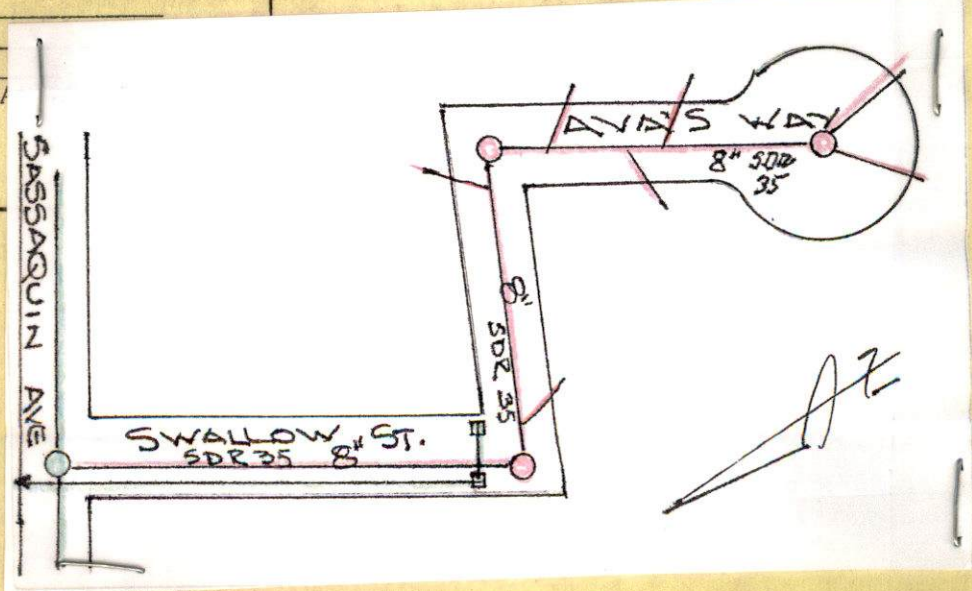 AVA'S WAY
8" SDR
35
8"
SDR 35
SASSAQUIN AVE
SWALLOW ST.
SDR 35 8"